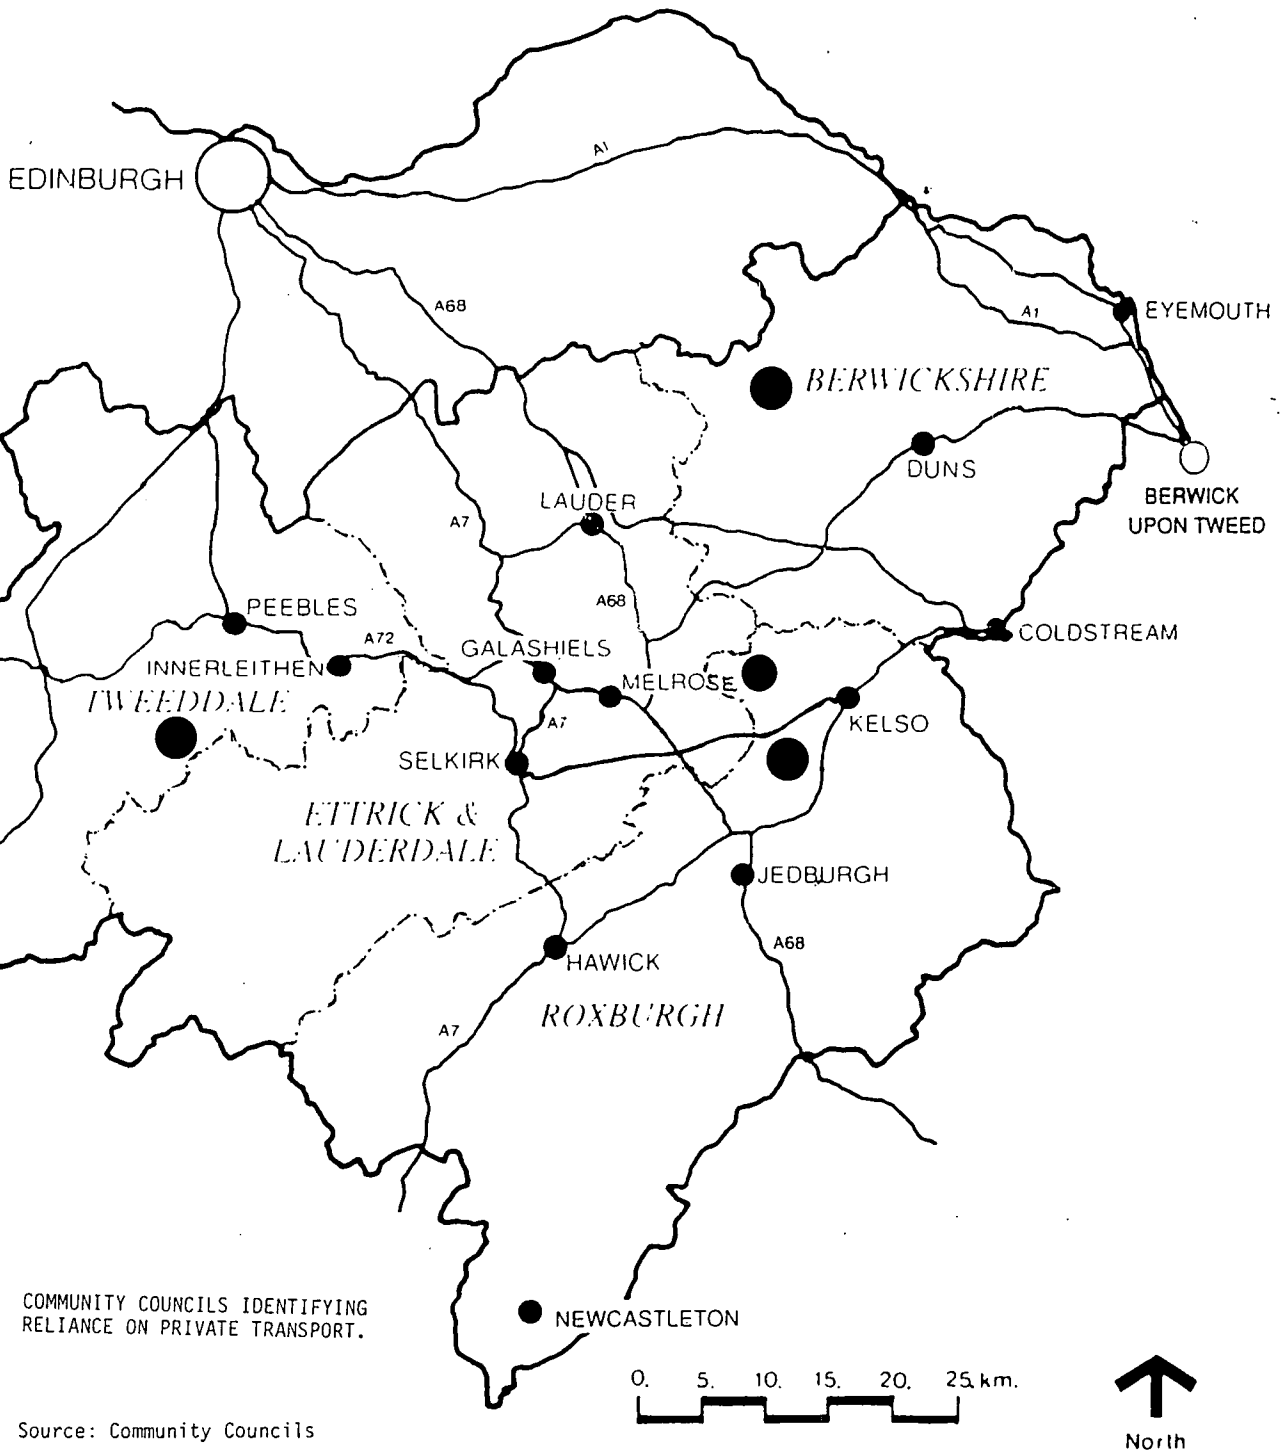 A1
EDINBURGH
A68
EYEMOUTH
A1
BERWICKSHIRE
DUNS
LAUDER
BERWICK
UPON TWEED
A7
A68
PEEBLES
COLDSTREAM
A72
GALASHIELS
INNERLEITHEN
MELROSE
TWEEDDALE
A7
KELSO
SELKIRK
ETTRICK &
LAUDERDALE
JEDBURGH
A68
HAWICK
ROXBURGH
A7
COMMUNITY COUNCILS IDENTIFYING
RELIANCE ON PRIVATE TRANSPORT.
NEWCASTLETON
0. 5. 10. 15. 20. 25. km.
Source: Community Councils
North